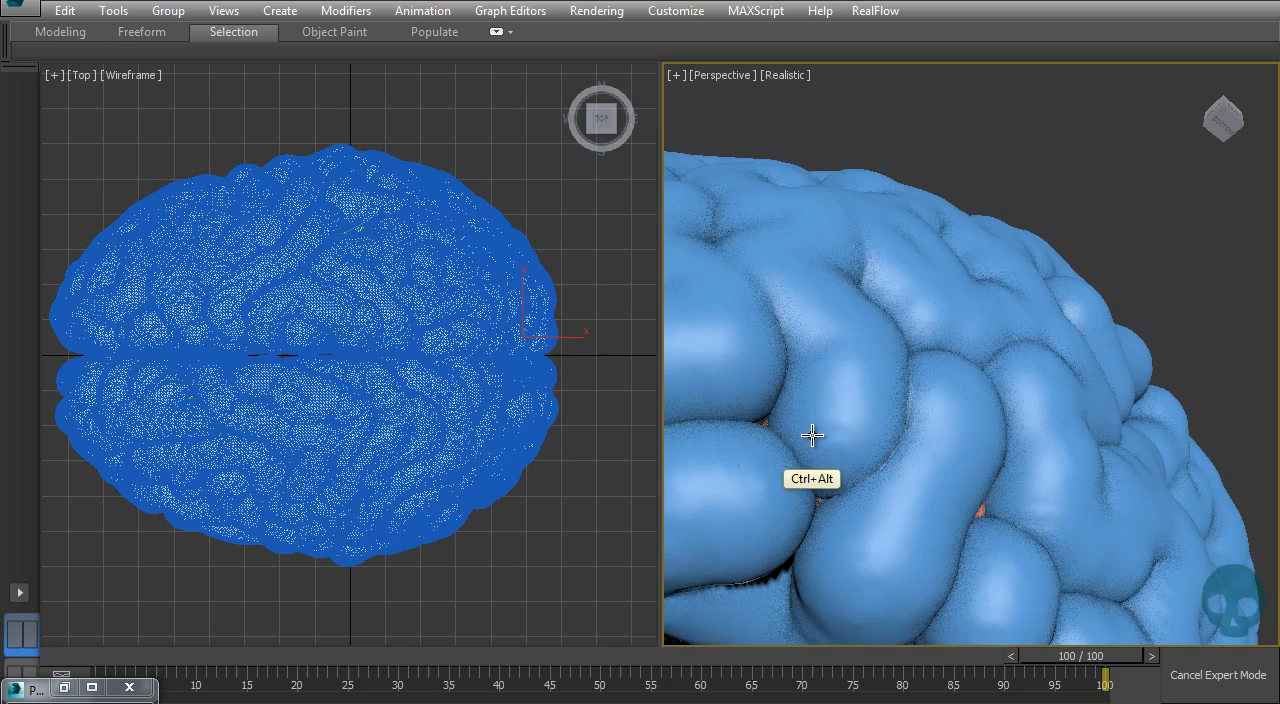 Edit Tools Group Views Create Modifiers Animation Graph Editors Rendering Customize MAXScript Help RealFlow
Modeling Freeform Selection Object Paint Populate
[+] [Top] [Wireframe]
[+] [Perspective] [Realistic]
N
TOP
E
BOTTOM
x
Ctrl+Alt
< 100 / 100 >
10 15 20 25 30 35 40 45 50 55 60 65 70 75 80 85 90 95 100
Cancel Expert Mode
P...